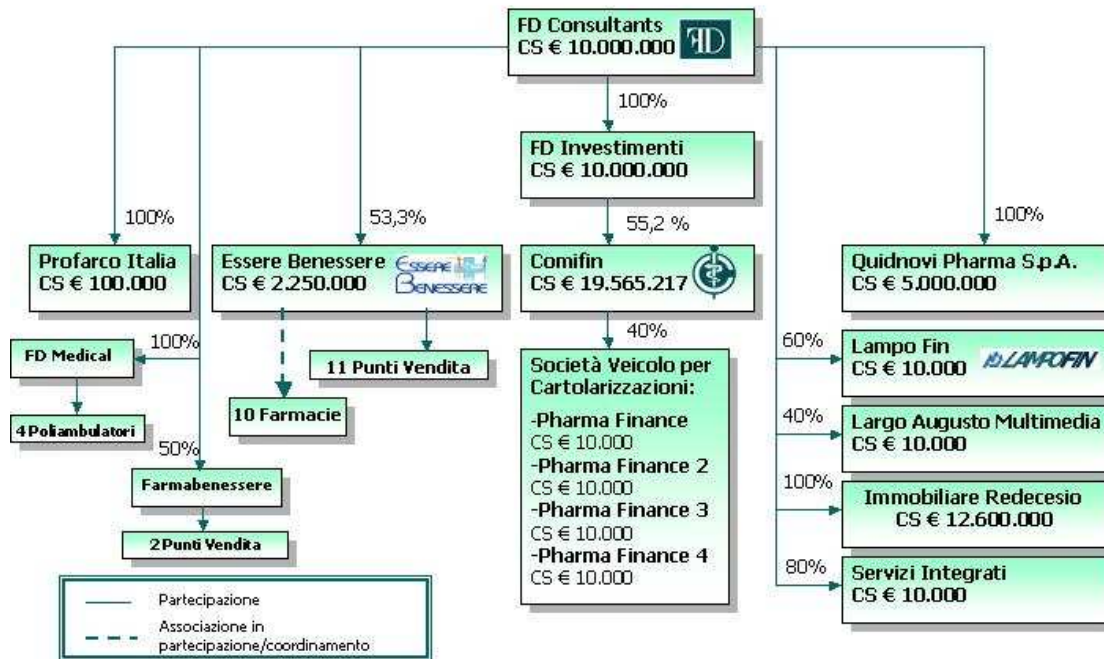 FD Consultants
CS € 10.000.000
FD
100%
FD Investimenti
CS € 10.000.000
100%
53,3%
55,2 %
100%
Profarco Italia
CS € 100.000
Essere Benessere
CS € 2.250.000
ESSERE
BENESSERE
Comifin
CS € 19.565.217
Quidnovi Pharma S.p.A.
CS € 5.000.000
100%
FD Medical
4 Poliambulatori
11 Punti Vendita
10 Farmacie
50%
Farmabenessere
2 Punti Vendita
40%
Società Veicolo per
Cartolarizzazioni:
-Pharma Finance
CS € 10.000
-Pharma Finance 2
CS € 10.000
-Pharma Finance 3
CS € 10.000
-Pharma Finance 4
CS € 10.000
60%
Lampo Fin
CS € 10.000
LAMPOFIN
40%
Largo Augusto Multimedia
CS € 10.000
100%
Immobiliare Redecesio
CS € 12.600.000
80%
Servizi Integrati
CS € 10.000
Partecipazione
Associazione in
partecipazione/coordinamento